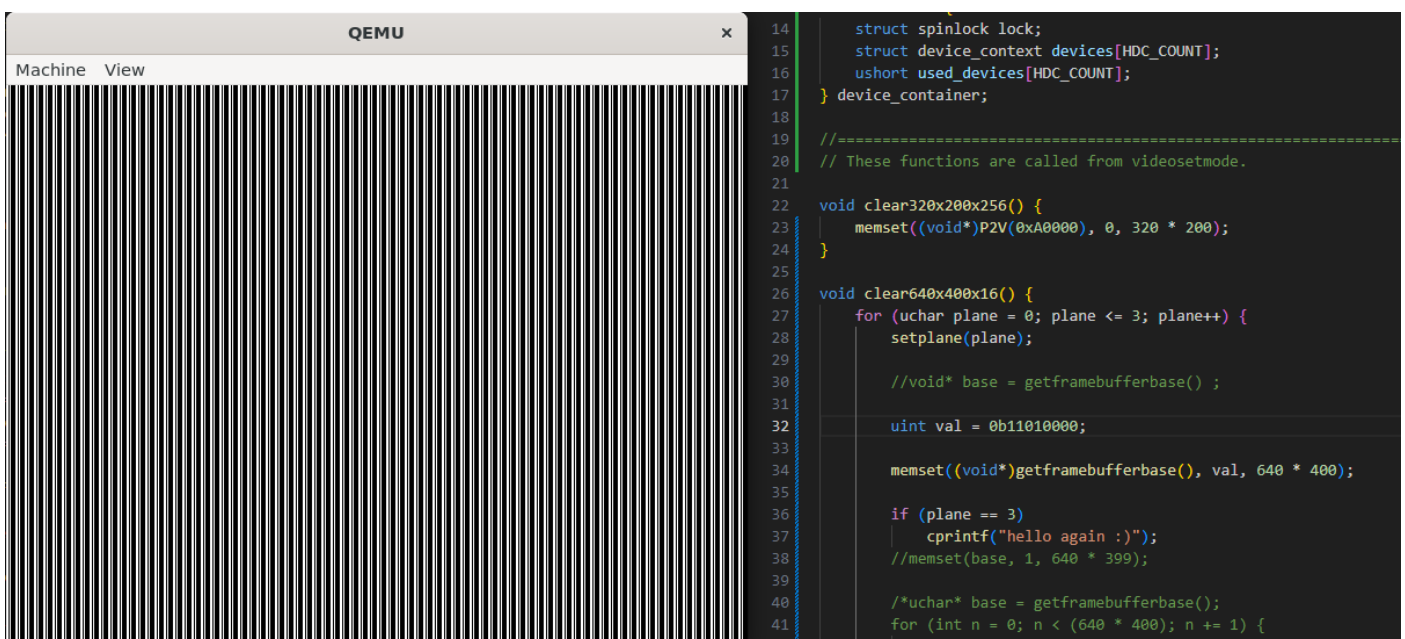 QEMU
×
Machine View
14 struct spinlock lock;
15 struct device_context devices[HDC_COUNT];
16 ushort used_devices[HDC_COUNT];
17 } device_container;
18
19 //===============================================================
20 // These functions are called from videosetmode.
21
22 void clear320x200x256() {
23 memset((void*)P2V(0xA0000), 0, 320 * 200);
24 }
25
26 void clear640x400x16() {
27 for (uchar plane = 0; plane <= 3; plane++) {
28 setplane(plane);
29
30 //void* base = getframebufferbase() ;
31
32 uint val = 0b11010000;
33
34 memset((void*)getframebufferbase(), val, 640 * 400);
35
36 if (plane == 3)
37 cprintf("hello again :)");
38 //memset(base, 1, 640 * 399);
39
40 /*uchar* base = getframebufferbase();
41 for (int n = 0; n < (640 * 400); n += 1) {